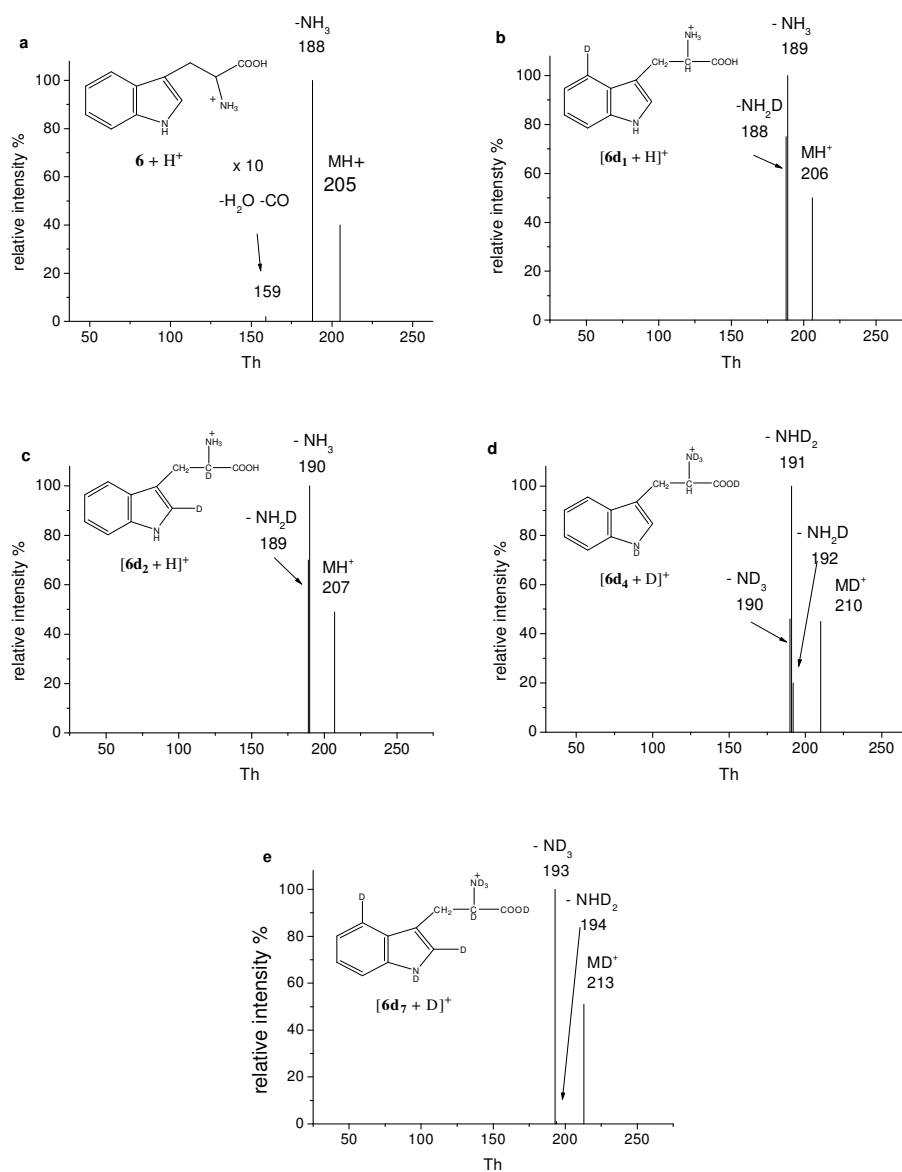 a
-NH₃
188
COOH
+
NH₃
N
H
6 + H⁺
x 10
-H₂O -CO
159
MH+
205
relative intensity %
100
80
60
40
20
0
50 100 150 200 250
Th
b
-NH₃
189
D
+
NH₃
CH₂ C COOH
H
N
H
-NH₂D
188
[6d₁ + H]⁺
MH⁺
206
relative intensity %
100
80
60
40
20
0
50 100 150 200 250
Th
c
- NH₃
190
+
NH₃
CH₂ C COOH
D
D
N
H
- NH₂D
189
[6d₂ + H]⁺
MH⁺
207
relative intensity %
100
80
60
40
20
0
50 100 150 200 250
Th
d
- NHD₂
191
+
ND₃
CH₂ C COOD
H
N
D
- NH₂D
192
[6d₄ + D]⁺
- ND₃
190
MD⁺
210
relative intensity %
100
80
60
40
20
0
50 100 150 200 250
Th
e
- ND₃
193
D
+
ND₃
CH₂ C COOD
D
D
N
D
- NHD₂
194
[6d₇ + D]⁺
MD⁺
213
relative intensity %
100
80
60
40
20
0
50 100 150 200 250
Th